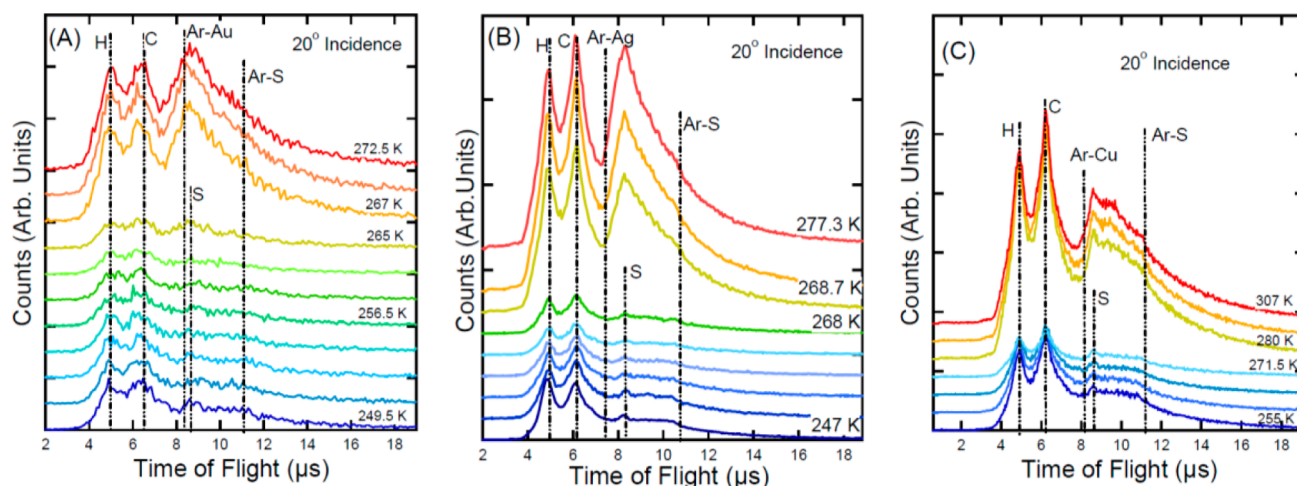 (A)
H
C
Ar-Au
20° Incidence
Ar-S
272.5 K
267 K
S
265 K
256.5 K
249.5 K
Counts (Arb. Units)
4 6 8 10 12 14 16 18
Time of Flight (µs)
(B)
H
C
Ar-Ag
20° Incidence
Ar-S
277.3 K
268.7 K
S
268 K
247 K
Counts (Arb.Units)
2 4 6 8 10 12 14 16 18
Time of Flight (µs)
(C)
20° Incidence
C
H
Ar-Cu
Ar-S
307 K
280 K
S
271.5 K
255 K
Counts (Arb. Units)
2 4 6 8 10 12 14 16 18
Time of Flight (µs)